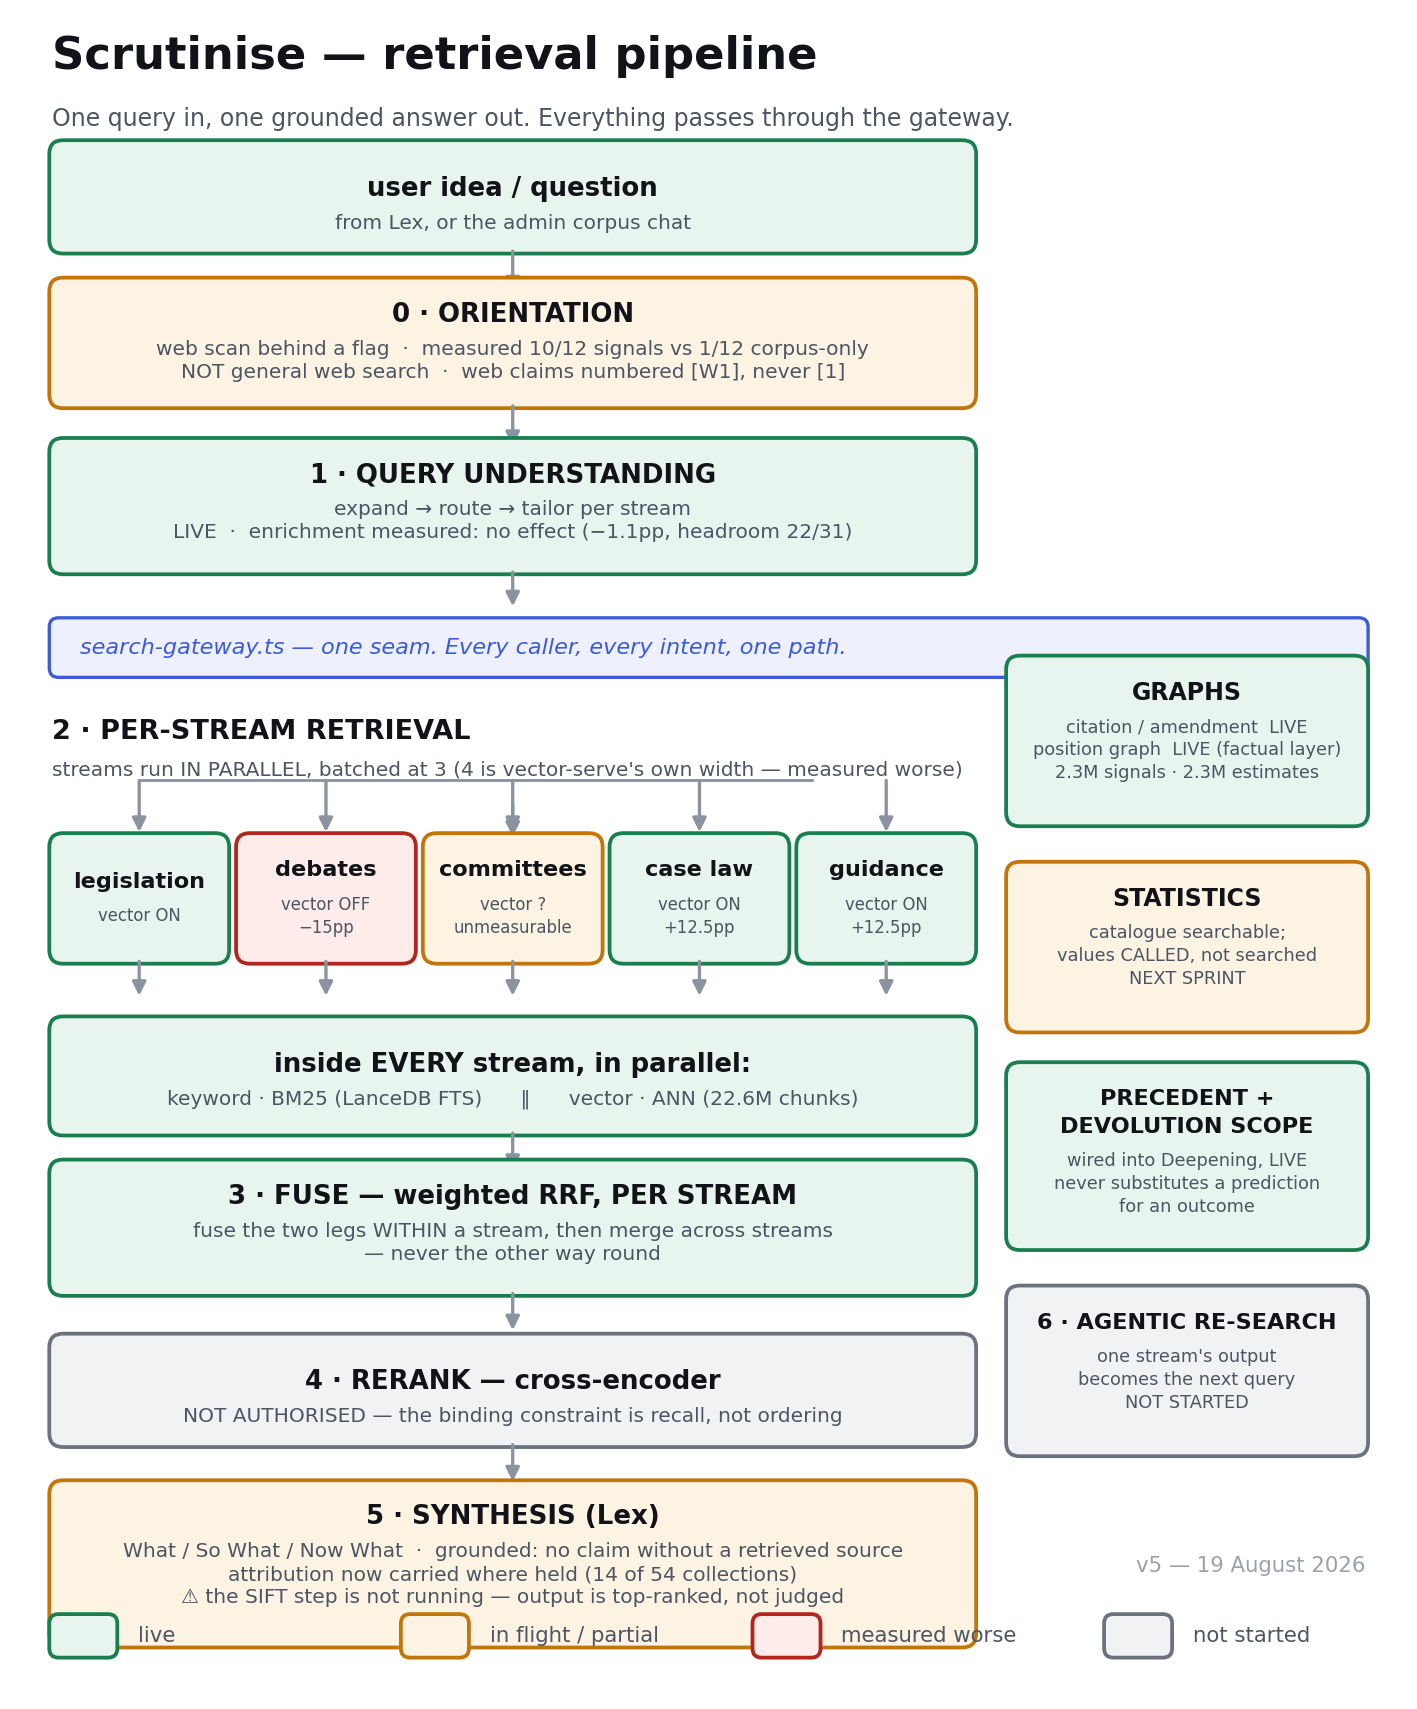 Scrutinise — retrieval pipeline
One query in, one grounded answer out. Everything passes through the gateway.
user idea / question
from Lex, or the admin corpus chat
0 · ORIENTATION
web scan behind a flag · measured 10/12 signals vs 1/12 corpus-only
NOT general web search · web claims numbered [W1], never [1]
1 · QUERY UNDERSTANDING
expand → route → tailor per stream
LIVE · enrichment measured: no effect (−1.1pp, headroom 22/31)
search-gateway.ts — one seam. Every caller, every intent, one path.
2 · PER-STREAM RETRIEVAL
streams run IN PARALLEL, batched at 3 (4 is vector-serve's own width — measured worse)
legislation
vector ON
debates
vector OFF
−15pp
committees
vector ?
unmeasurable
case law
vector ON
+12.5pp
guidance
vector ON
+12.5pp
inside EVERY stream, in parallel:
keyword · BM25 (LanceDB FTS) ‖ vector · ANN (22.6M chunks)
3 · FUSE — weighted RRF, PER STREAM
fuse the two legs WITHIN a stream, then merge across streams
— never the other way round
4 · RERANK — cross-encoder
NOT AUTHORISED — the binding constraint is recall, not ordering
5 · SYNTHESIS (Lex)
What / So What / Now What · grounded: no claim without a retrieved source
attribution now carried where held (14 of 54 collections)
⚠ the SIFT step is not running — output is top-ranked, not judged
GRAPHS
citation / amendment LIVE
position graph LIVE (factual layer)
2.3M signals · 2.3M estimates
STATISTICS
catalogue searchable;
values CALLED, not searched
NEXT SPRINT
PRECEDENT +
DEVOLUTION SCOPE
wired into Deepening, LIVE
never substitutes a prediction
for an outcome
6 · AGENTIC RE-SEARCH
one stream's output
becomes the next query
NOT STARTED
v5 — 19 August 2026
live
in flight / partial
measured worse
not started